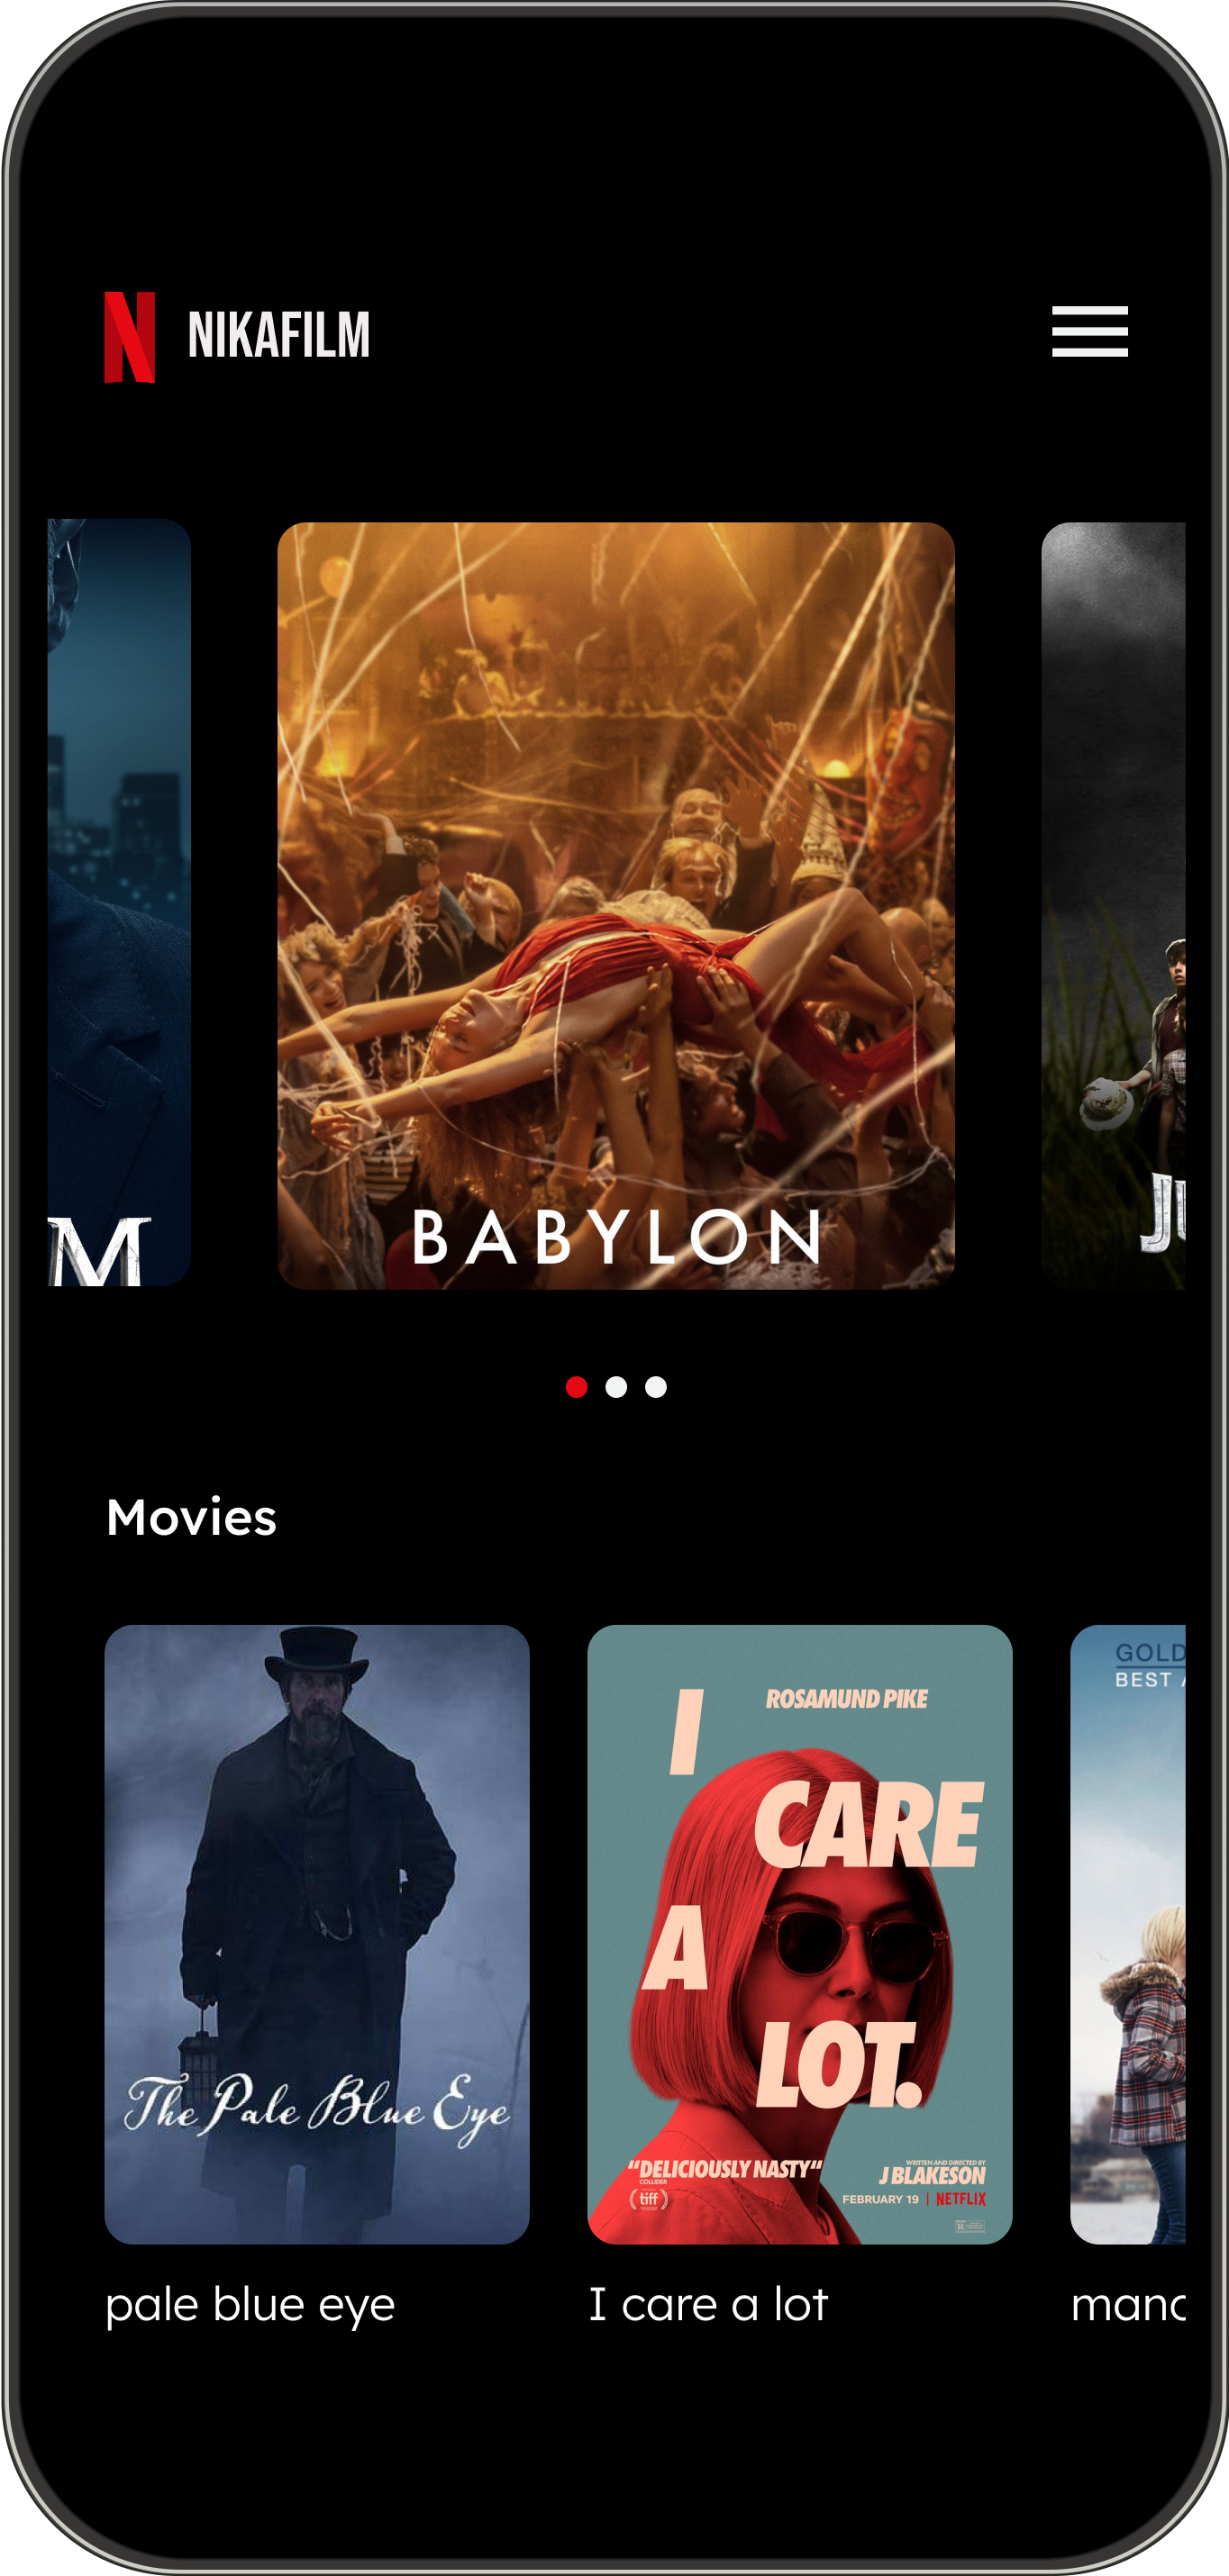 N NIKAFILM
M
BABYLON
JU
Movies
The Pale Blue Eye
I
ROSAMUND PIKE
CARE
A
LOT.
“DELICIOUSLY NASTY“
COLLIDER
tiff
WRITTEN AND DIRECTED BY
J BLAKESON
FEBRUARY 19 | NETFLIX
R
GOLD
BEST
pale blue eye
I care a lot
manc